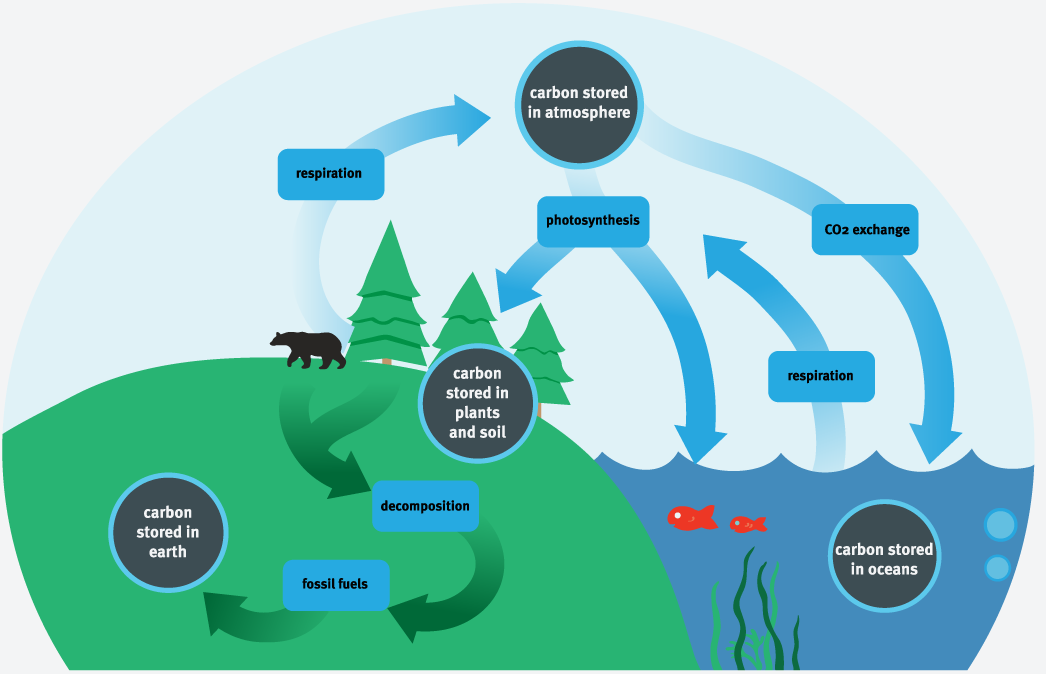 carbon stored
in atmosphere
respiration
photosynthesis
CO2 exchange
respiration
carbon
stored in
plants
and soil
decomposition
carbon
stored in
earth
fossil fuels
carbon stored
in oceans